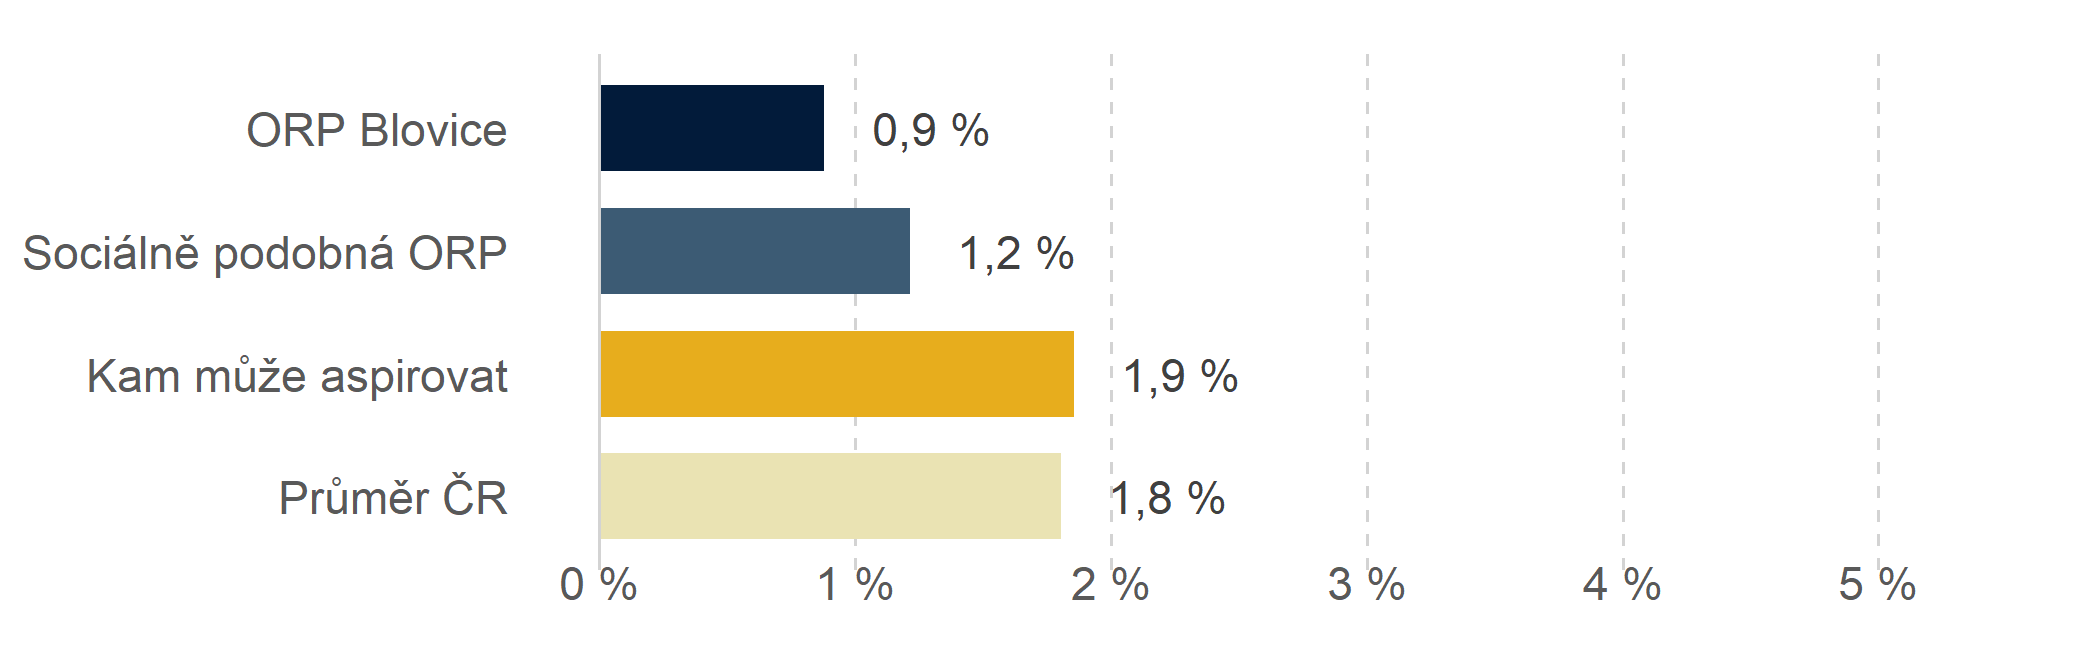 ORP Blovice
0,9 %
Sociálně podobná ORP
1,2 %
Kam může aspirovat
1,9 %
Průměr ČR
1,8 %
0 % 1 % 2 % 3 % 4 % 5 %